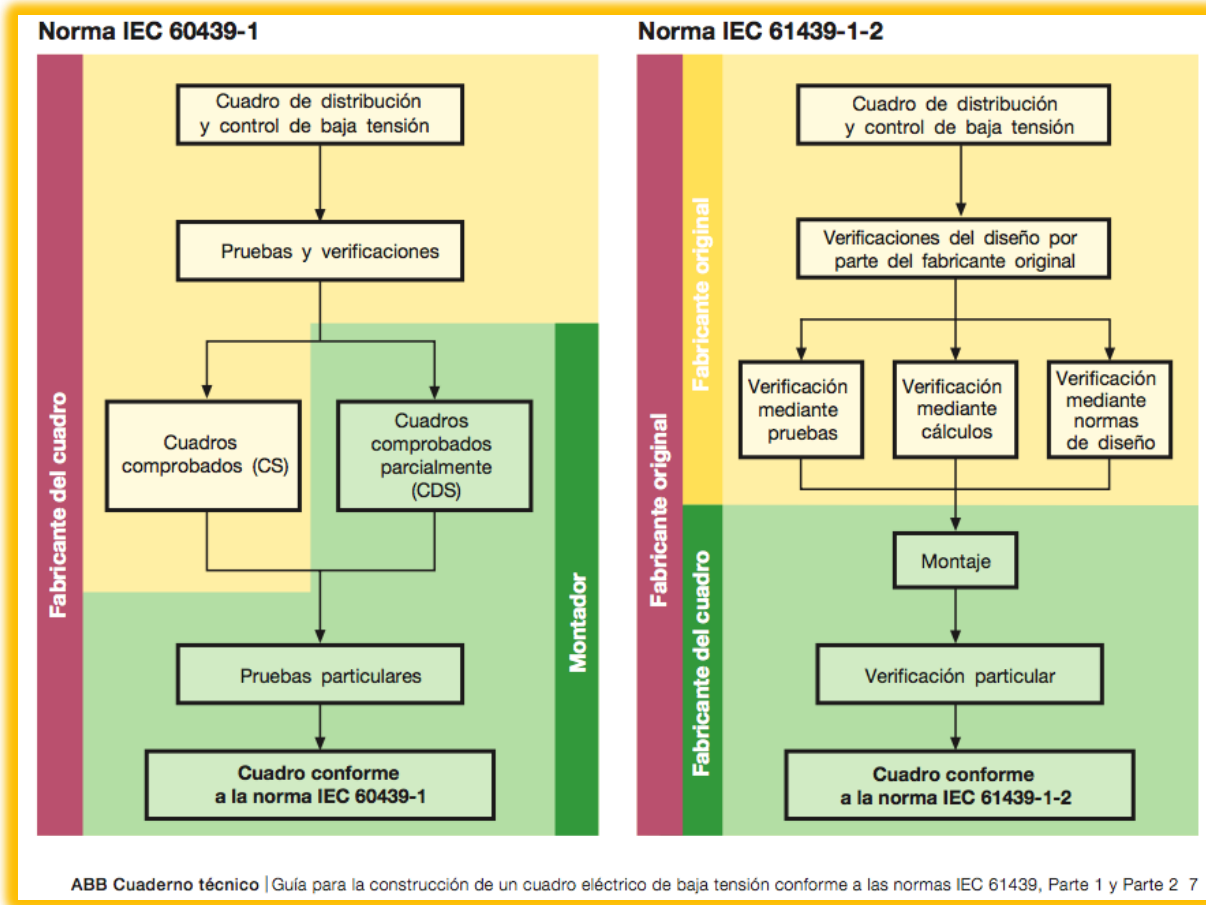 Norma IEC 60439-1
Fabricante del cuadro
Cuadro de distribución
y control de baja tensión
Pruebas y verificaciones
Cuadros
comprobados (CS)
Cuadros
comprobados
parcialmente
(CDS)
Montador
Pruebas particulares
Cuadro conforme
a la norma IEC 60439-1
Norma IEC 61439-1-2
Fabricante original
Fabricante original
Cuadro de distribución
y control de baja tensión
Verificaciones del diseño por
parte del fabricante original
Verificación
mediante
pruebas
Verificación
mediante
cálculos
Verificación
mediante
normas
de diseño
Fabricante del cuadro
Montaje
Verificación particular
Cuadro conforme
a la norma IEC 61439-1-2
ABB Cuaderno técnico | Guía para la construcción de un cuadro eléctrico de baja tensión conforme a las normas IEC 61439, Parte 1 y Parte 2 7